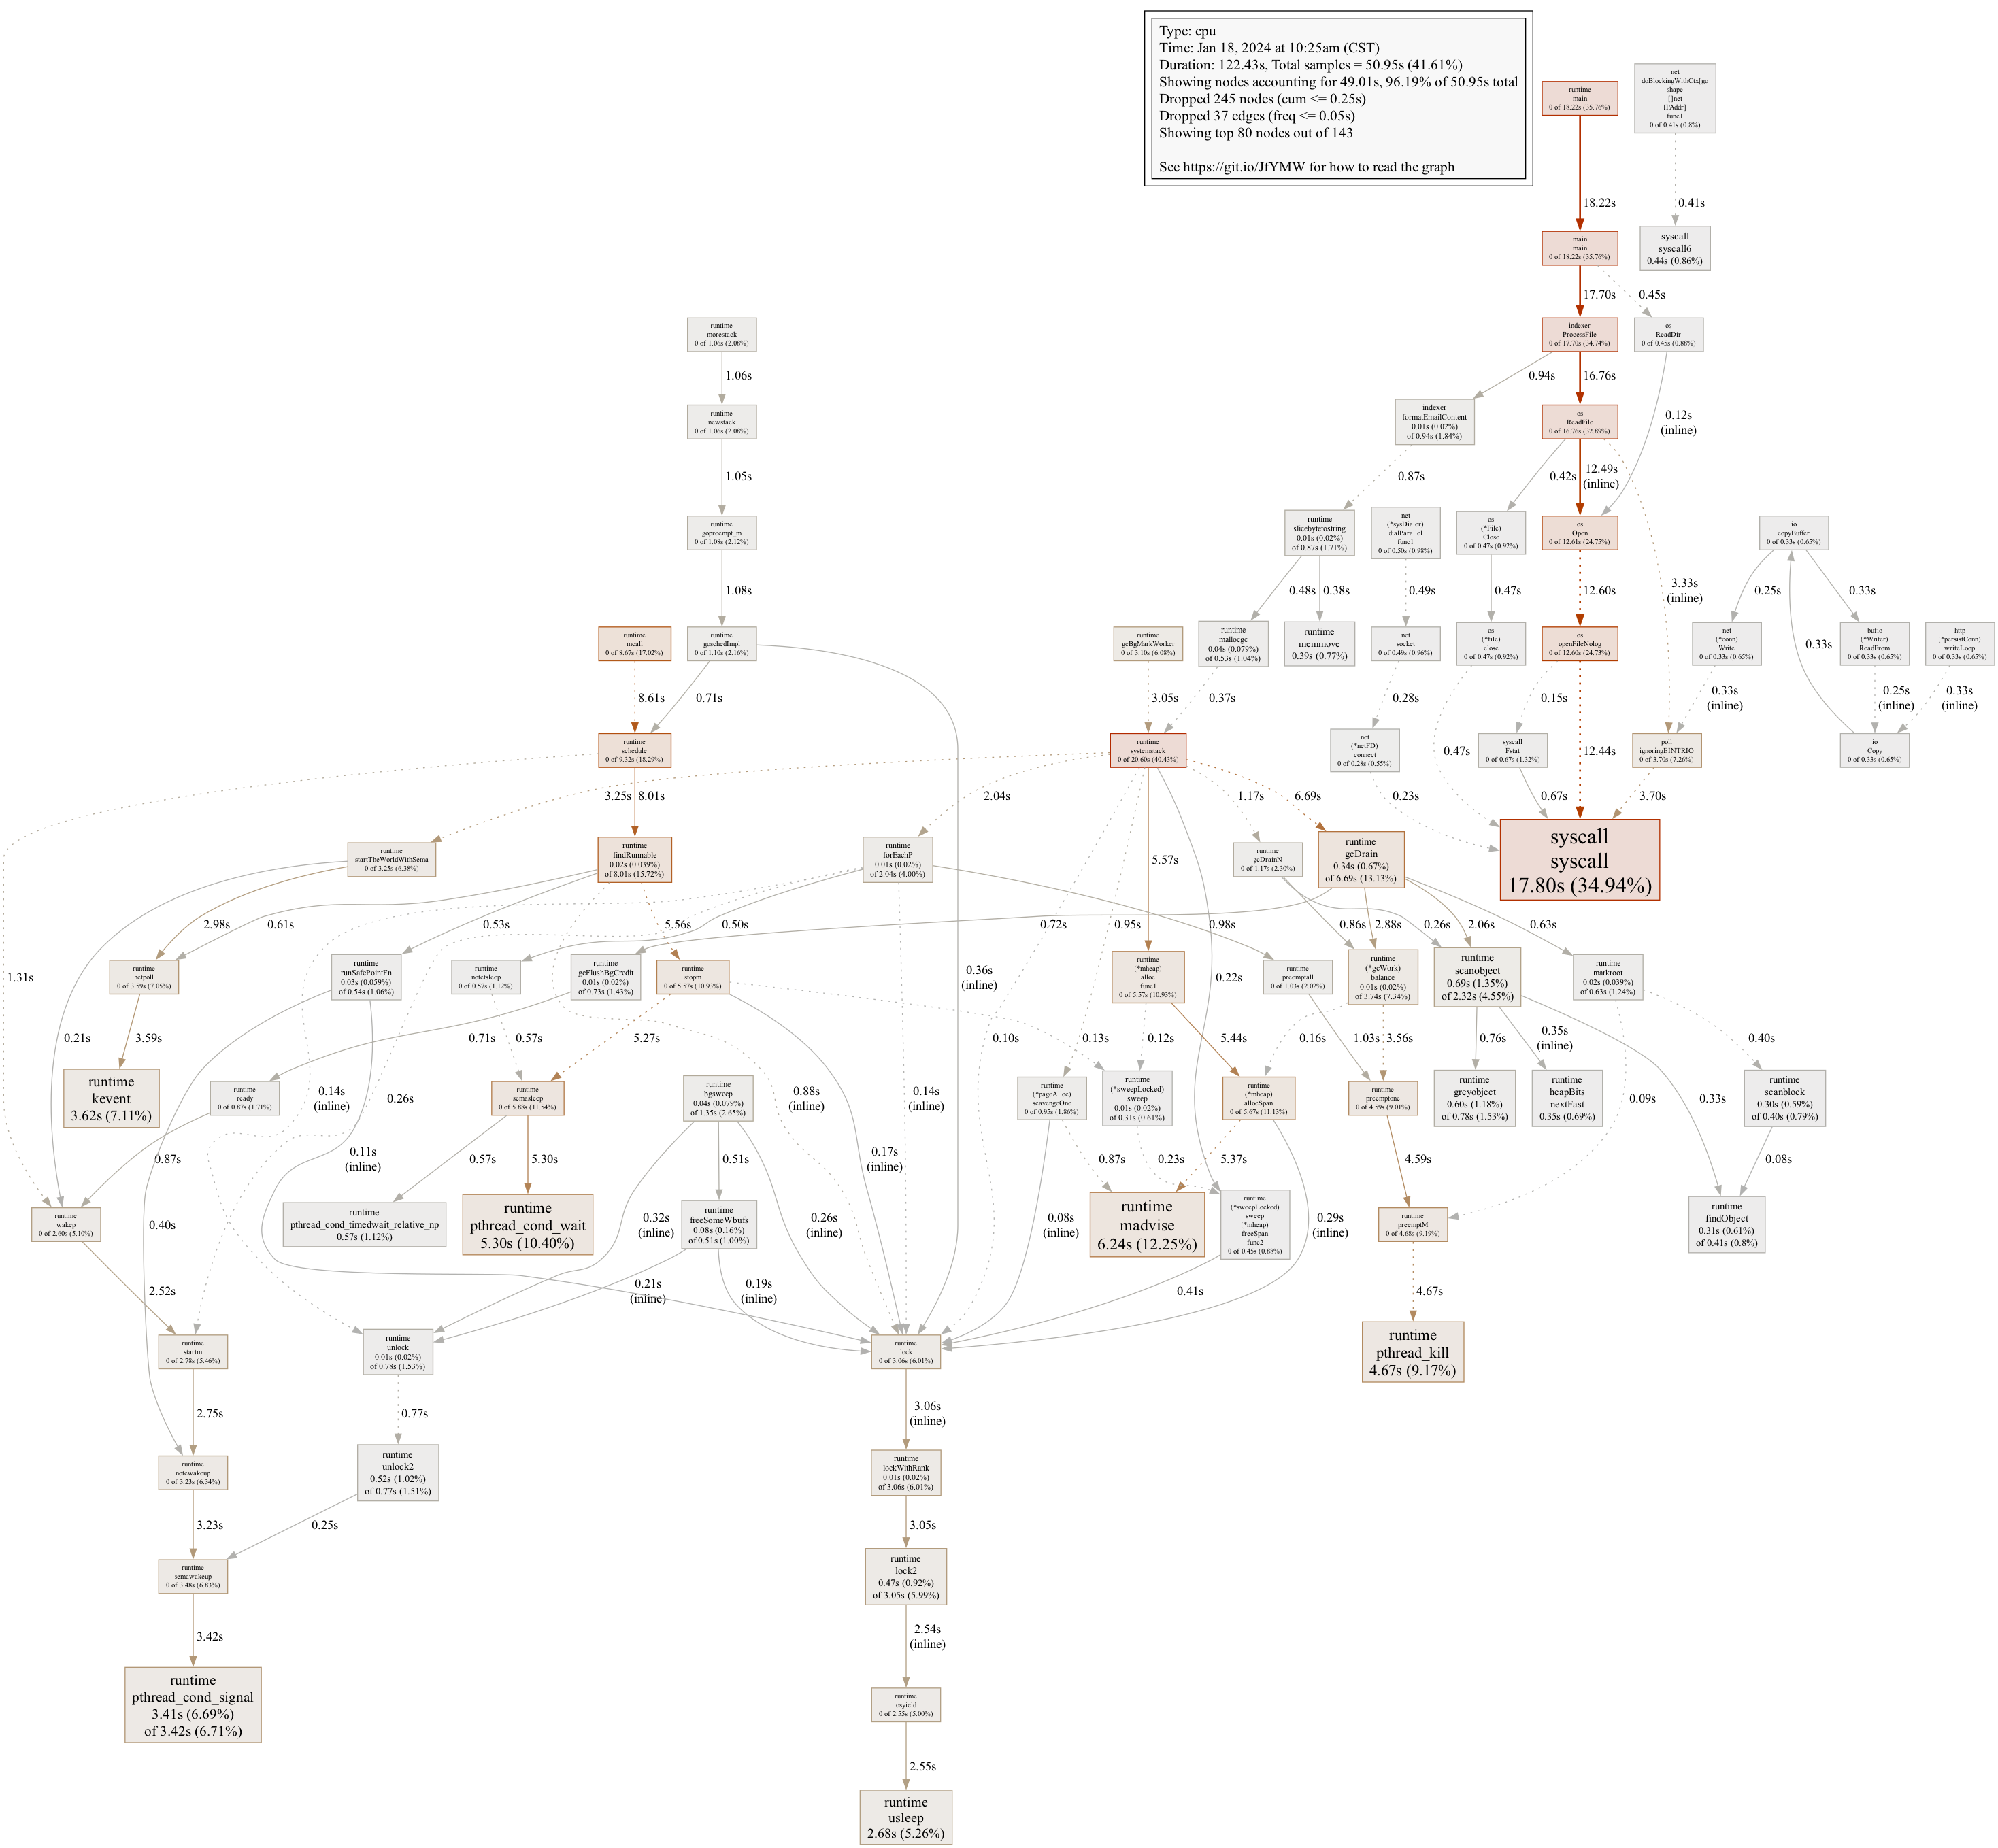 Type: cpu
Time: Jan 18, 2024 at 10:25am (CST)
Duration: 122.43s, Total samples = 50.95s (41.61%)
Showing nodes accounting for 49.01s, 96.19% of 50.95s total
Dropped 245 nodes (cum <= 0.25s)
Dropped 37 edges (freq <= 0.05s)
Showing top 80 nodes out of 143
See https://git.io/JfYMW for how to read the graph
runtime
main
0 of 18.22s (35.76%)
net
doBlockingWithCtx[go
shape
[]net
IPAddr]
func1
0 of 0.41s (0.8%)
18.22s
0.41s
main
main
0 of 18.22s (35.76%)
syscall
syscall6
0.44s (0.86%)
17.70s
0.45s
runtime
morestack
0 of 1.06s (2.08%)
indexer
ProcessFile
0 of 17.70s (34.74%)
os
ReadDir
0 of 0.45s (0.88%)
1.06s
0.94s
16.76s
0.12s
(inline)
runtime
newstack
0 of 1.06s (2.08%)
indexer
formatEmailContent
0.01s (0.02%)
of 0.94s (1.84%)
os
ReadFile
0 of 16.76s (32.89%)
1.05s
0.87s
0.42s
12.49s
(inline)
3.33s
(inline)
runtime
gopreempt_m
0 of 1.08s (2.12%)
runtime
slicebytetostring
0.01s (0.02%)
of 0.87s (1.71%)
net
(*sysDialer)
dialParallel
func1
0 of 0.50s (0.98%)
os
(*File)
Close
0 of 0.47s (0.92%)
os
Open
0 of 12.61s (24.75%)
io
copyBuffer
0 of 0.33s (0.65%)
1.08s
0.48s
0.38s
0.49s
0.47s
12.60s
0.25s
0.33s
0.33s
runtime
mcall
0 of 8.67s (17.02%)
runtime
goschedImpl
0 of 1.10s (2.16%)
runtime
gcBgMarkWorker
0 of 3.10s (6.08%)
runtime
mallocgc
0.04s (0.079%)
of 0.53s (1.04%)
runtime
memmove
0.39s (0.77%)
net
socket
0 of 0.49s (0.96%)
os
(*file)
close
0 of 0.47s (0.92%)
os
openFileNolog
0 of 12.60s (24.73%)
net
(*conn)
Write
0 of 0.33s (0.65%)
bufio
(*Writer)
ReadFrom
0 of 0.33s (0.65%)
http
(*persistConn)
writeLoop
0 of 0.33s (0.65%)
8.61s
0.71s
3.05s
0.37s
0.28s
0.15s
0.33s
(inline)
0.25s
(inline)
0.33s
(inline)
runtime
schedule
0 of 9.32s (18.29%)
runtime
systemstack
0 of 20.60s (40.43%)
net
(*netFD)
connect
0 of 0.28s (0.55%)
0.47s
syscall
Fstat
0 of 0.67s (1.32%)
12.44s
poll
ignoringEINTRIO
0 of 3.70s (7.26%)
io
Copy
0 of 0.33s (0.65%)
3.25s
8.01s
2.04s
1.17s
6.69s
0.23s
0.67s
3.70s
runtime
startTheWorldWithSema
0 of 3.25s (6.38%)
runtime
findRunnable
0.02s (0.039%)
of 8.01s (15.72%)
runtime
forEachP
0.01s (0.02%)
of 2.04s (4.00%)
5.57s
runtime
gcDrainN
0 of 1.17s (2.30%)
runtime
gcDrain
0.34s (0.67%)
of 6.69s (13.13%)
syscall
syscall
17.80s (34.94%)
1.31s
2.98s
0.61s
0.53s
5.56s
0.50s
0.72s
0.95s
0.98s
0.86s
2.88s
0.26s
2.06s
0.63s
runtime
netpoll
0 of 3.59s (7.05%)
runtime
runSafePointFn
0.03s (0.059%)
of 0.54s (1.06%)
runtime
notetsleep
0 of 0.57s (1.12%)
runtime
gcFlushBgCredit
0.01s (0.02%)
of 0.73s (1.43%)
runtime
stopm
0 of 5.57s (10.93%)
0.36s
(inline)
runtime
(*mheap)
alloc
func1
0 of 5.57s (10.93%)
0.22s
runtime
preemptall
0 of 1.03s (2.02%)
runtime
(*gcWork)
balance
0.01s (0.02%)
of 3.74s (7.34%)
runtime
scanobject
0.69s (1.35%)
of 2.32s (4.55%)
runtime
markroot
0.02s (0.039%)
of 0.63s (1.24%)
0.21s
3.59s
0.71s
0.57s
5.27s
0.10s
0.13s
0.12s
5.44s
0.16s
1.03s
3.56s
0.76s
0.35s
(inline)
0.40s
runtime
kevent
3.62s (7.11%)
runtime
ready
0 of 0.87s (1.71%)
0.14s
(inline)
0.26s
runtime
semasleep
0 of 5.88s (11.54%)
runtime
bgsweep
0.04s (0.079%)
of 1.35s (2.65%)
0.88s
(inline)
0.14s
(inline)
runtime
(*pageAlloc)
scavengeOne
0 of 0.95s (1.86%)
runtime
(*sweepLocked)
sweep
0.01s (0.02%)
of 0.31s (0.61%)
runtime
(*mheap)
allocSpan
0 of 5.67s (11.13%)
runtime
preemptone
0 of 4.59s (9.01%)
runtime
greyobject
0.60s (1.18%)
of 0.78s (1.53%)
runtime
heapBits
nextFast
0.35s (0.69%)
0.09s
0.33s
runtime
scanblock
0.30s (0.59%)
of 0.40s (0.79%)
0.87s
0.11s
(inline)
0.57s
5.30s
0.51s
0.17s
(inline)
0.87s
0.23s
5.37s
4.59s
0.08s
runtime
wakep
0 of 2.60s (5.10%)
0.40s
runtime
pthread_cond_timedwait_relative_np
0.57s (1.12%)
runtime
pthread_cond_wait
5.30s (10.40%)
0.32s
(inline)
runtime
freeSomeWbufs
0.08s (0.16%)
of 0.51s (1.00%)
0.26s
(inline)
0.08s
(inline)
runtime
madvise
6.24s (12.25%)
runtime
(*sweepLocked)
sweep
(*mheap)
freeSpan
func2
0 of 0.45s (0.88%)
0.29s
(inline)
runtime
preemptM
0 of 4.68s (9.19%)
runtime
findObject
0.31s (0.61%)
of 0.41s (0.8%)
2.52s
0.21s
(inline)
0.19s
(inline)
0.41s
4.67s
runtime
startm
0 of 2.78s (5.46%)
runtime
unlock
0.01s (0.02%)
of 0.78s (1.53%)
runtime
lock
0 of 3.06s (6.01%)
runtime
pthread_kill
4.67s (9.17%)
2.75s
0.77s
3.06s
(inline)
runtime
notewakeup
0 of 3.23s (6.34%)
runtime
unlock2
0.52s (1.02%)
of 0.77s (1.51%)
runtime
lockWithRank
0.01s (0.02%)
of 3.06s (6.01%)
3.23s
0.25s
3.05s
runtime
semawakeup
0 of 3.48s (6.83%)
runtime
lock2
0.47s (0.92%)
of 3.05s (5.99%)
3.42s
2.54s
(inline)
runtime
pthread_cond_signal
3.41s (6.69%)
of 3.42s (6.71%)
runtime
osyield
0 of 2.55s (5.00%)
2.55s
runtime
usleep
2.68s (5.26%)